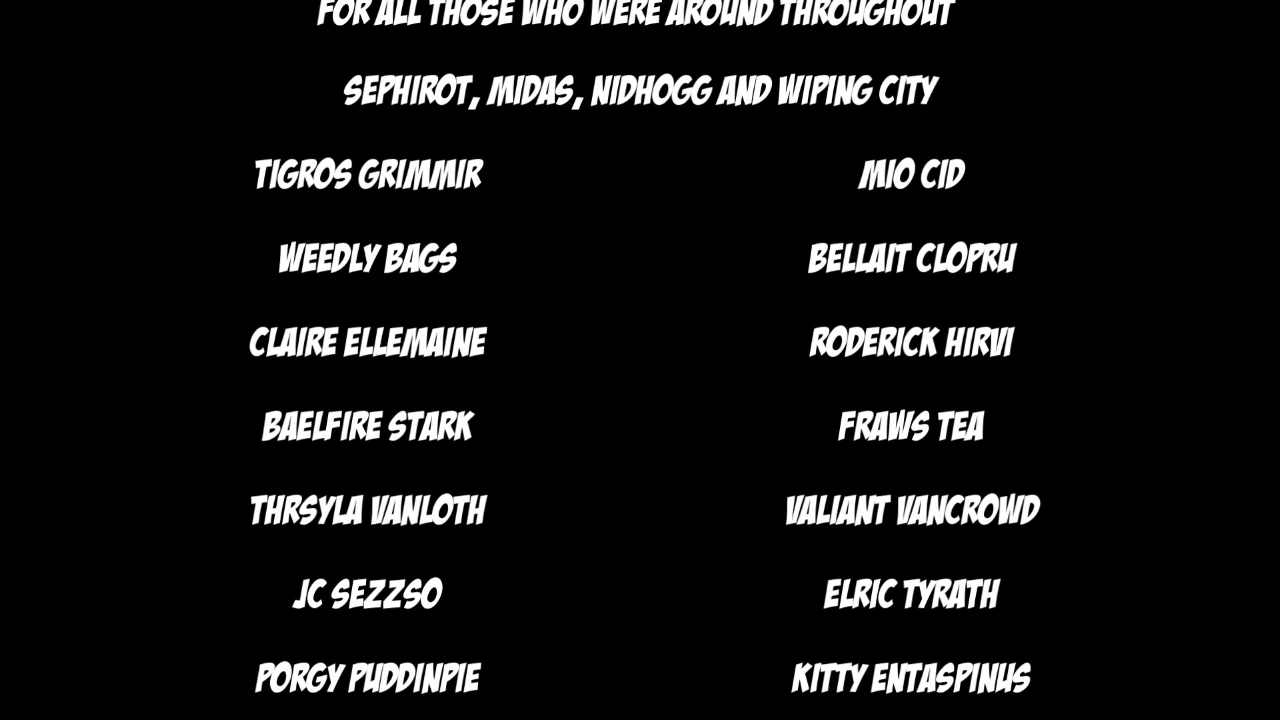 FOR ALL THOSE WHO WERE AROUND THROUGHOUT
SEPHIROT, MIDAS, NIDHOGG AND WIPING CITY
TIGROS GRIMMIR MIO CID
WEEDLY BAGS BELLAIT CLOPRU
CLAIRE ELLEMAINE RODERICK HIRVI
BAELFIRE STARK FRAWS TEA
THRSYLA VANLOTH VALIANT VANCROWD
JC SEZZSO ELRIC TYRATH
PORGY PUDDINPIE KITTY ENTASPINUS